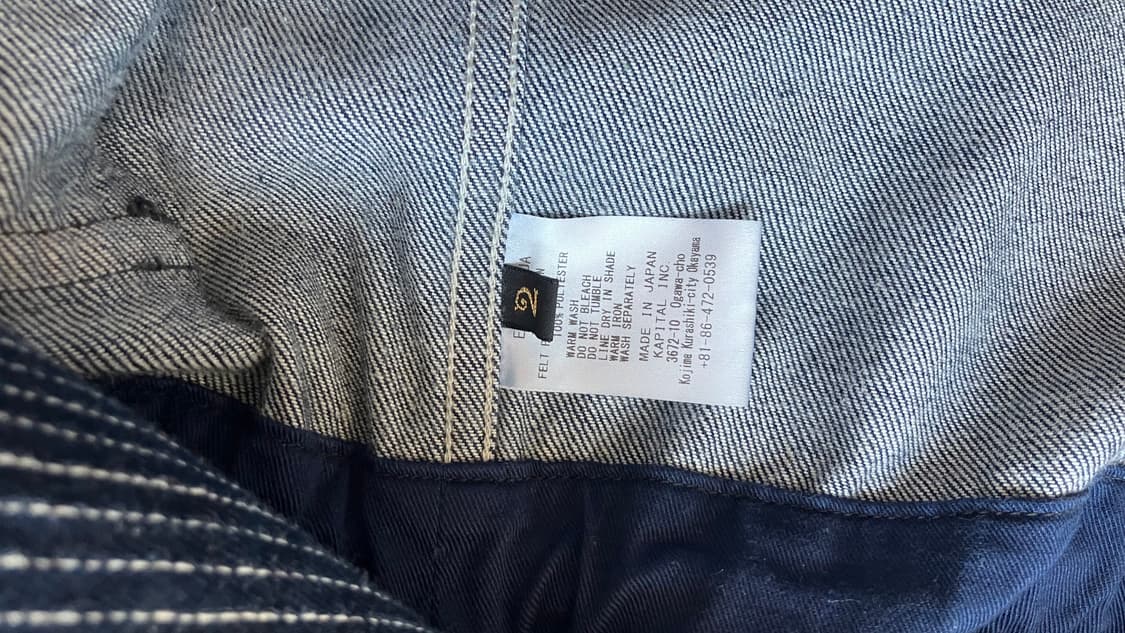 2
FELT
100% POLYESTER
WARM WASH
DO NOT BLEACH
DO NOT TUMBLE
LINE DRY IN SHADE
WARM IRON
WASH SEPARATELY
MADE IN JAPAN
KAPITAL INC.
3672-10 Ogawa-cho
Kojima Kurashiki-city Okayama
+81-86-472-0539